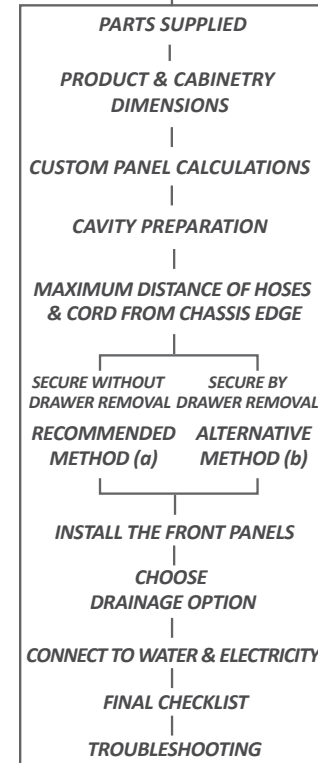 PARTS SUPPLIED
PRODUCT & CABINETRY
DIMENSIONS
CUSTOM PANEL CALCULATIONS
CAVITY PREPARATION
MAXIMUM DISTANCE OF HOSES
& CORD FROM CHASSIS EDGE
SECURE WITHOUT
DRAWER REMOVAL
RECOMMENDED
METHOD (a)
SECURE BY
DRAWER REMOVAL
ALTERNATIVE
METHOD (b)
INSTALL THE FRONT PANELS
CHOOSE
DRAINAGE OPTION
CONNECT TO WATER & ELECTRICITY
FINAL CHECKLIST
TROUBLESHOOTING